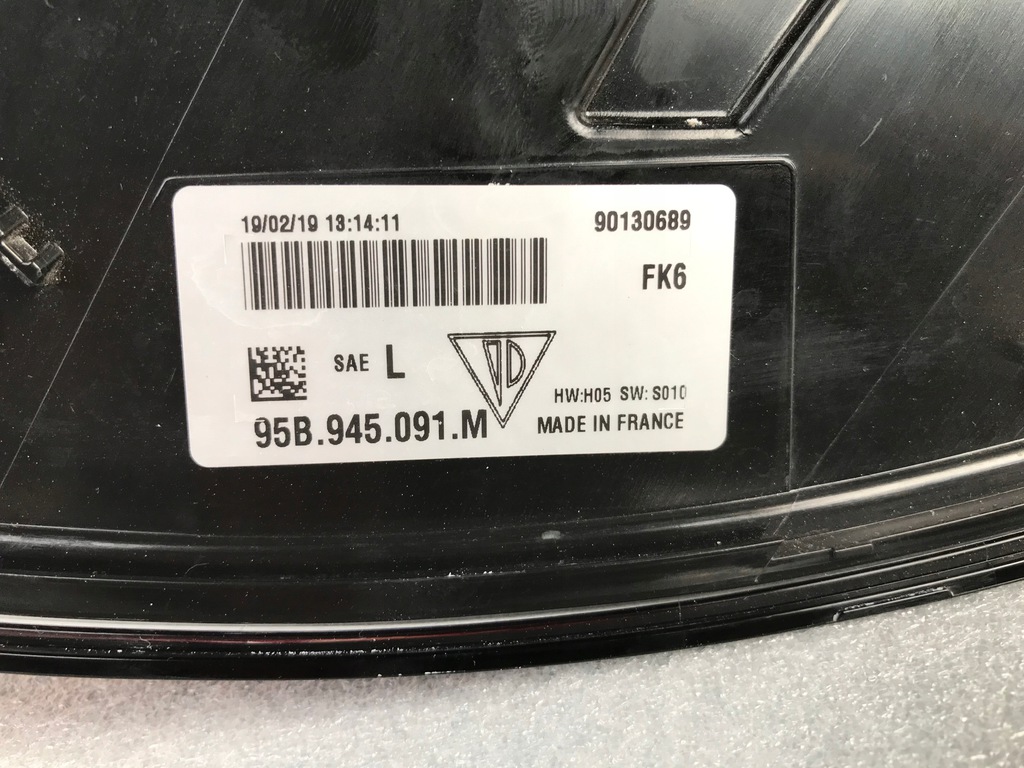 19/02/19 13:14:11
90130689
FK6
SAE L
HW:H05 SW: S010
95B.945.091.M
MADE IN FRANCE